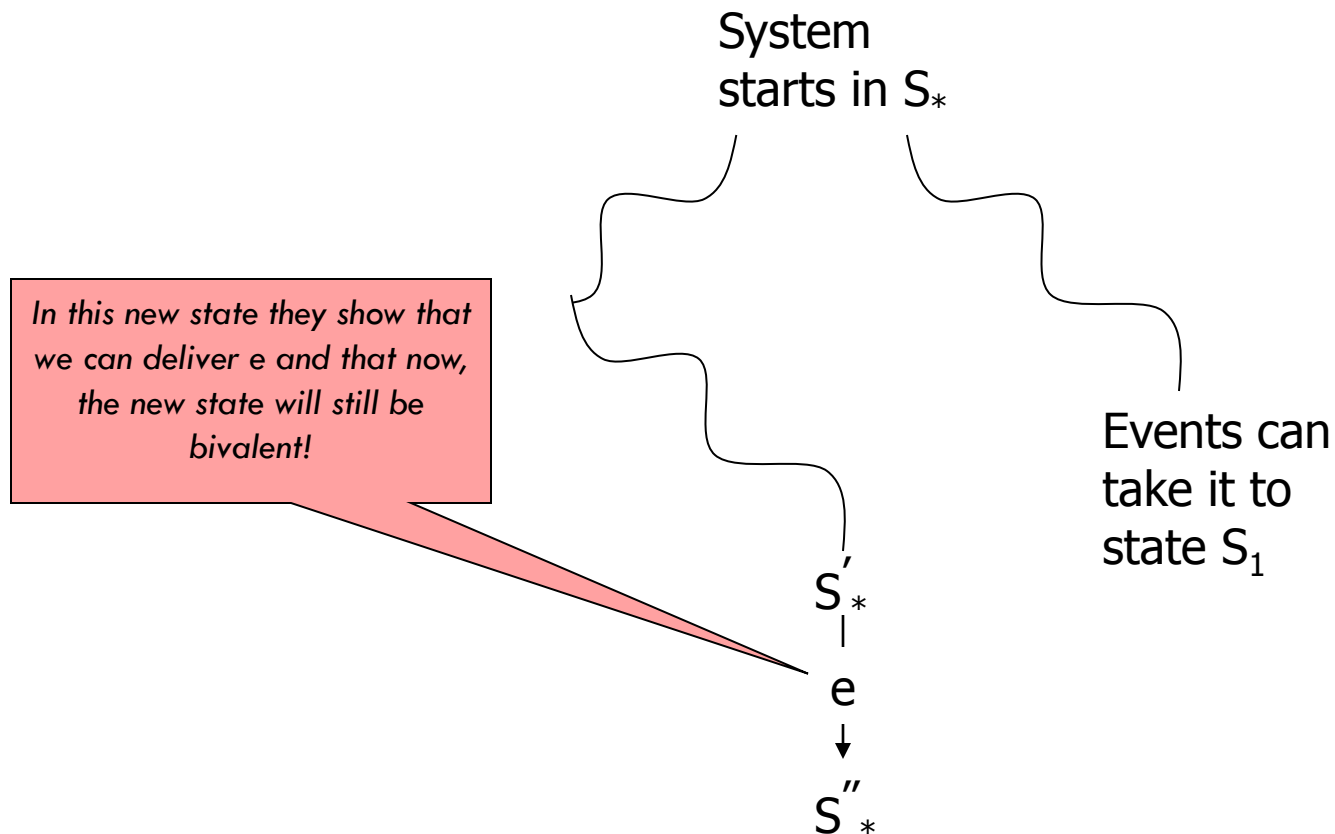 System
starts in S*
In this new state they show that
we can deliver e and that now,
the new state will still be
bivalent!
Events can
take it to
state S₁
S'*
e
S''*